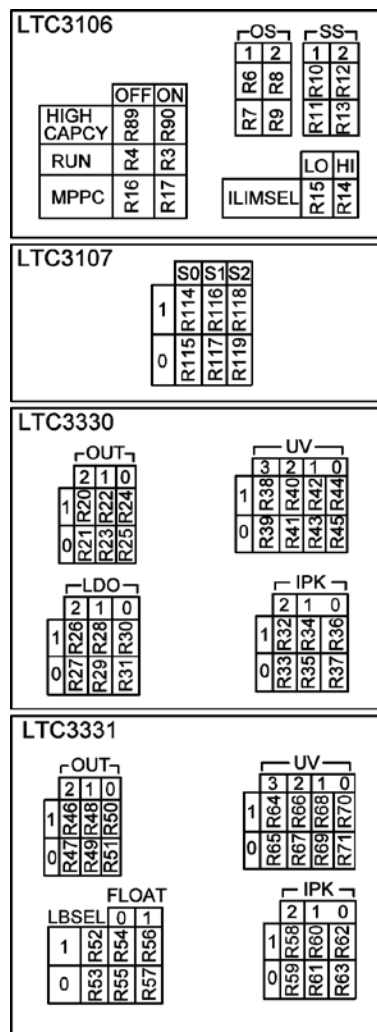 LTC3106
OS SS
1 2 1 2
R6 R8 R10 R12
R7 R9 R11 R13
OFF ON
HIGH CAPCY R89 R90
RUN R4 R3
MPPC R16 R17
LO HI
ILIMSEL R15 R14
LTC3107
S0 S1 S2
1 R114 R116 R118
0 R115 R117 R119
LTC3330
OUT
2 1 0
1 R20 R22 R24
0 R21 R23 R25
UV
3 2 1 0
1 R38 R40 R42 R44
0 R39 R41 R43 R45
LDO
2 1 0
1 R26 R28 R30
0 R27 R29 R31
IPK
2 1 0
1 R32 R34 R36
0 R33 R35 R37
LTC3331
OUT
2 1 0
1 R46 R48 R50
0 R47 R49 R51
UV
3 2 1 0
1 R64 R66 R68 R70
0 R65 R67 R69 R71
FLOAT
LBSEL 0 1
1 R52 R54 R56
0 R53 R55 R57
IPK
2 1 0
1 R58 R60 R62
0 R59 R61 R63